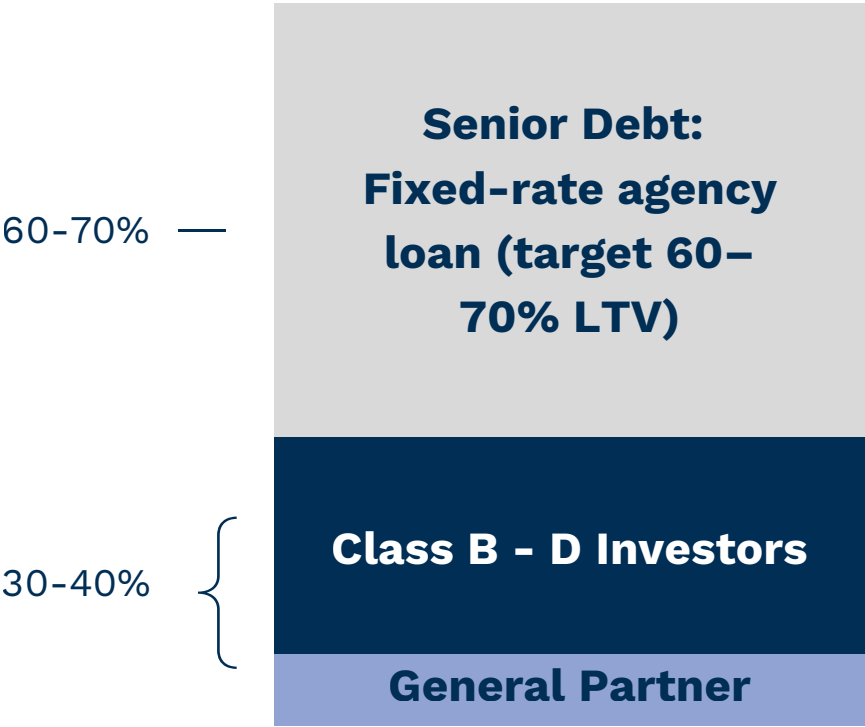 Senior Debt:
Fixed-rate agency
loan (target 60–
70% LTV)
60-70%
Class B - D Investors
30-40%
General Partner